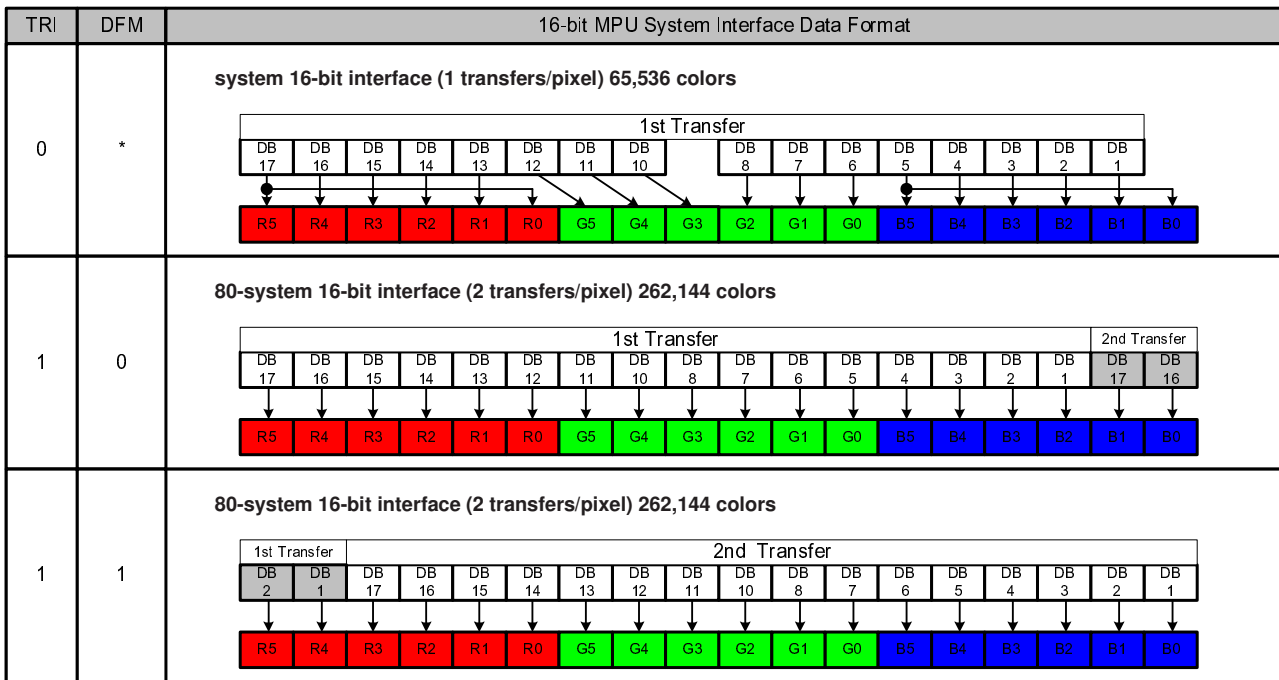 TRI DFM 16-bit MPU System Interface Data Format
system 16-bit interface (1 transfers/pixel) 65,536 colors
0 *
1st Transfer
DB DB DB DB DB DB DB DB DB DB DB DB DB DB DB DB
17 16 15 14 13 12 11 10 8 7 6 5 4 3 2 1
R5 R4 R3 R2 R1 R0 G5 G4 G3 G2 G1 G0 B5 B4 B3 B2 B1 B0
80-system 16-bit interface (2 transfers/pixel) 262,144 colors
1 0
1st Transfer 2nd Transfer
DB DB DB DB DB DB DB DB DB DB DB DB DB DB DB DB DB DB
17 16 15 14 13 12 11 10 8 7 6 5 4 3 2 1 17 16
R5 R4 R3 R2 R1 R0 G5 G4 G3 G2 G1 G0 B5 B4 B3 B2 B1 B0
80-system 16-bit interface (2 transfers/pixel) 262,144 colors
1 1
1st Transfer 2nd Transfer
DB DB DB DB DB DB DB DB DB DB DB DB DB DB DB DB DB DB
2 1 17 16 15 14 13 12 11 10 8 7 6 5 4 3 2 1
R5 R4 R3 R2 R1 R0 G5 G4 G3 G2 G1 G0 B5 B4 B3 B2 B1 B0